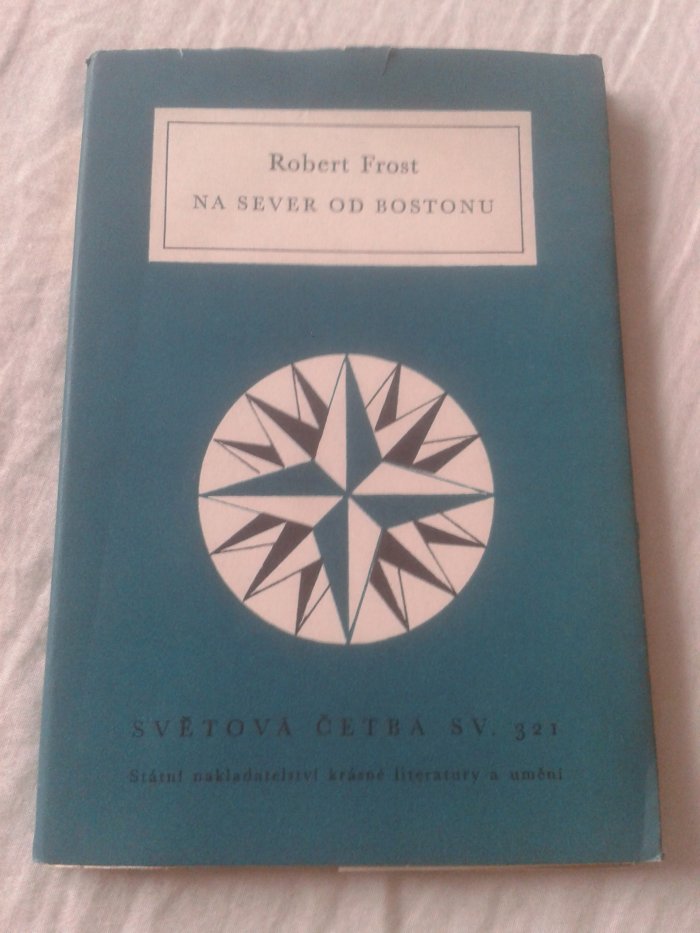 Robert Frost
NA SEVER OD BOSTONU
SVĚTOVÁ ČETBA SV. 321
Státní nakladatelství krásné literatury a umění